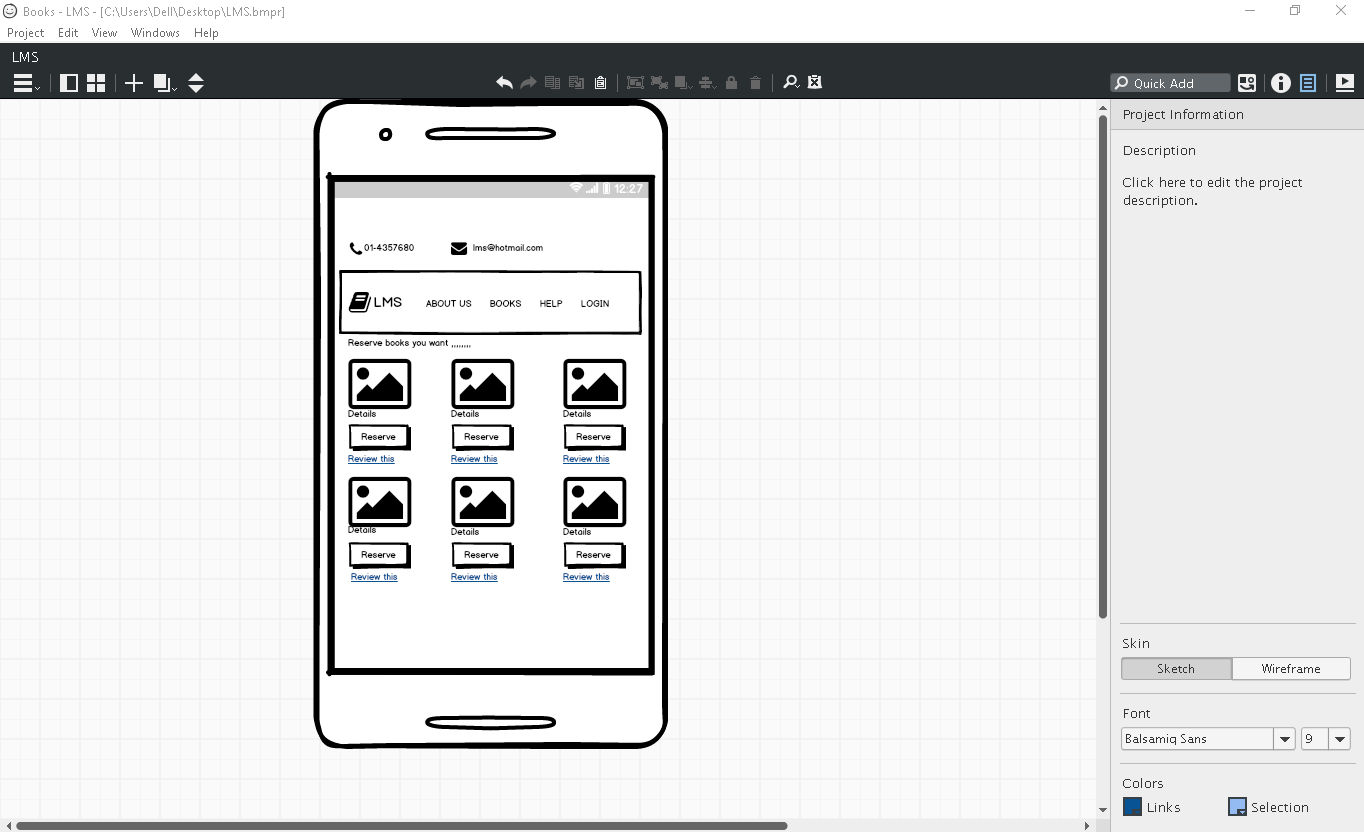 Books - LMS - [C:\Users\Dell\Desktop\LMS.bmpr]
Project Edit View Windows Help
LMS
Quick Add
Project Information
Description
Click here to edit the project
description.
12:27
01-4357680 lms@hotmail.com
LMS ABOUT US BOOKS HELP LOGIN
Reserve books you want ,,,,,,,,
Details Details Details
Reserve Reserve Reserve
Review this Review this Review this
Details Details Details
Reserve Reserve Reserve
Review this Review this Review this
Skin
Sketch Wireframe
Font
Balsamiq Sans 9
Colors
Links Selection